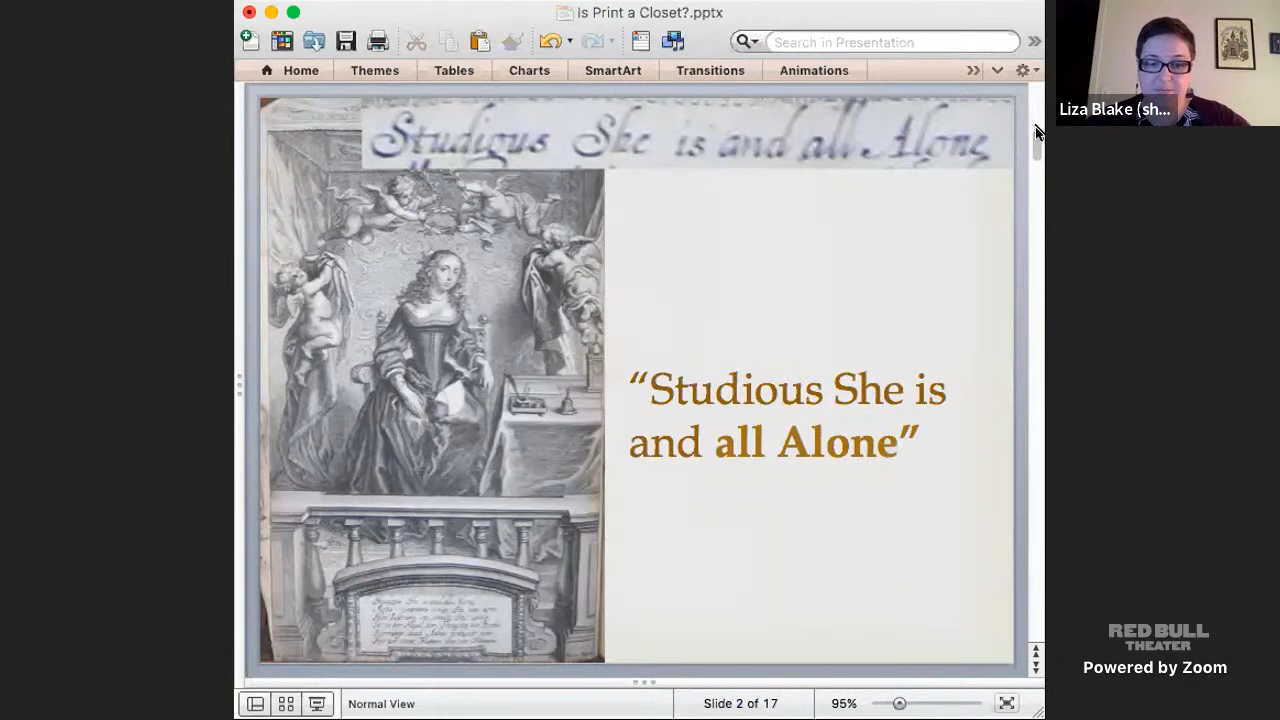 Is Print a Closet?.pptx
Search in Presentation
Home Themes Tables Charts SmartArt Transitions Animations
Liza Blake (sh...
Studious She is and all Alone
“Studious She is
and all Alone”
RED BULL
THEATER
Powered by Zoom
Normal View Slide 2 of 17 95%